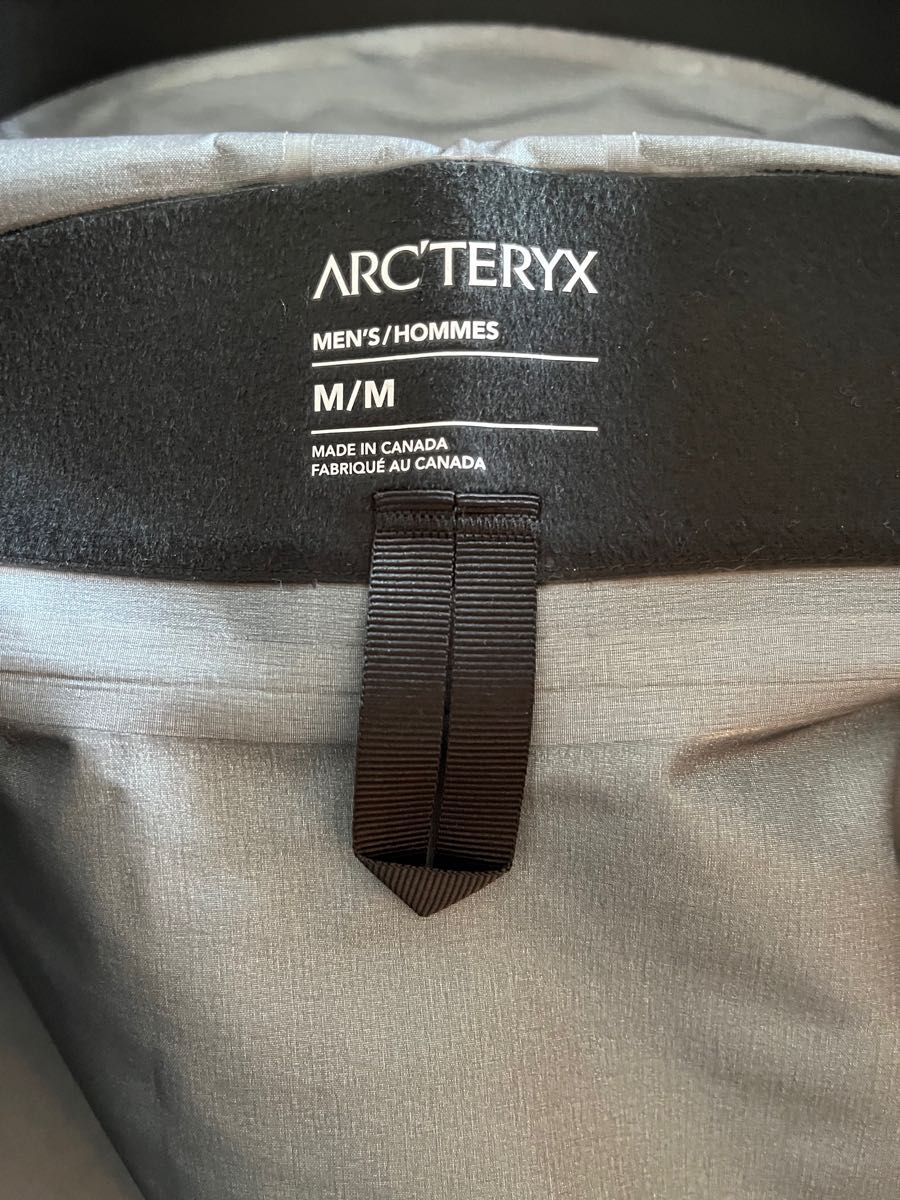 ARC'TERYX
MEN'S/HOMMES
M/M
MADE IN CANADA
FABRIQUÉ AU CANADA